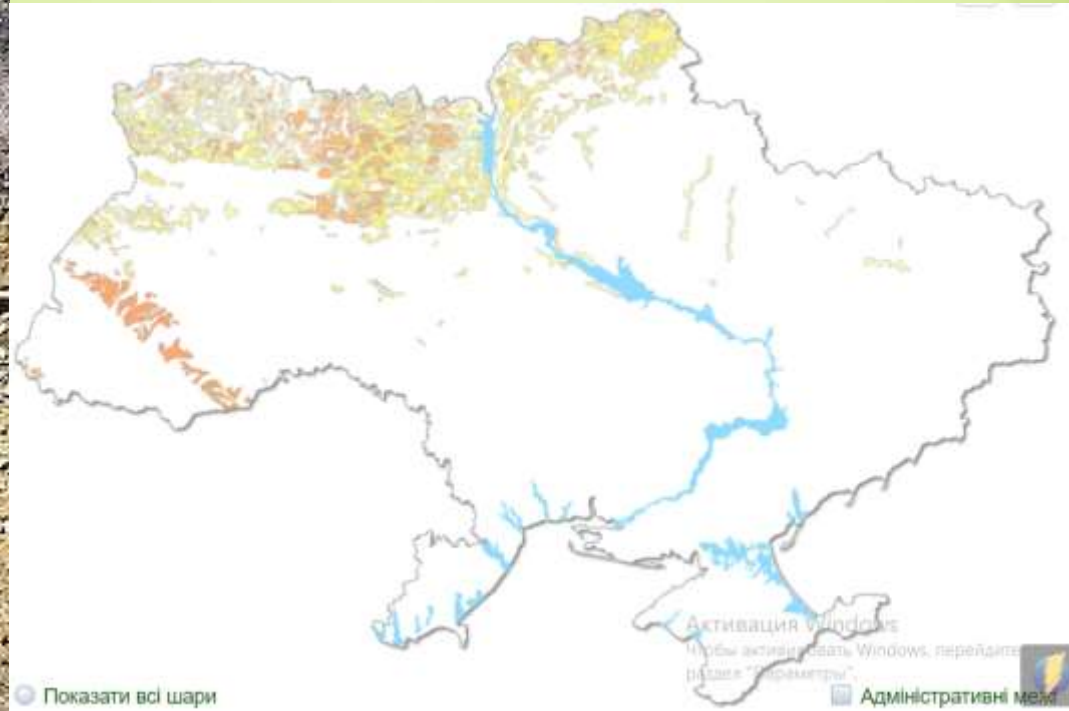 Активация Windows
Чтобы активировать Windows, перейдите
раздел "Параметры".
Показати всі шари
Адміністративні межі